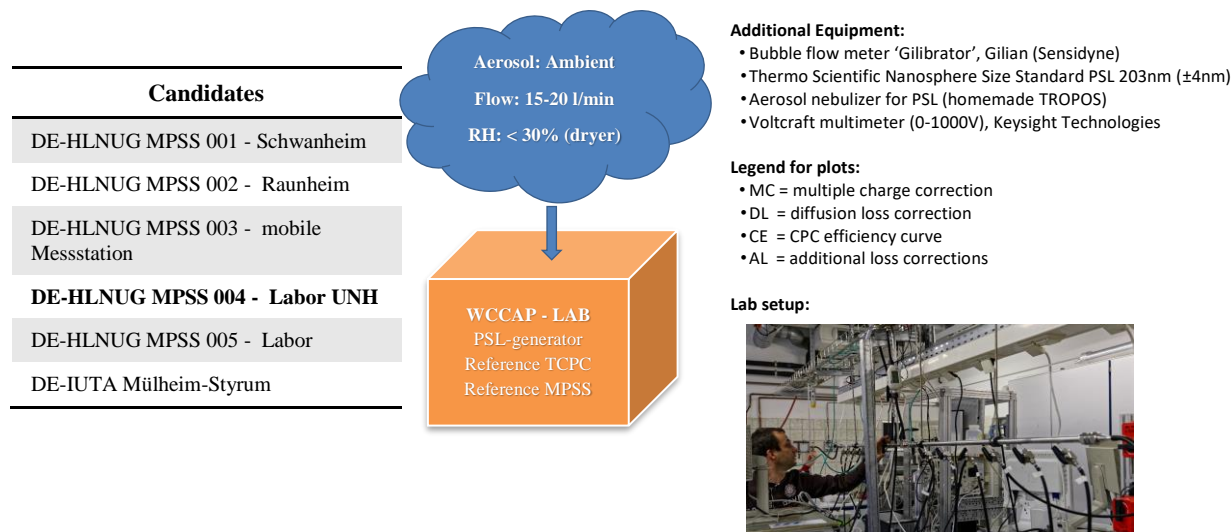 Candidates
DE-HLNUG MPSS 001 - Schwanheim
DE-HLNUG MPSS 002 - Raunheim
DE-HLNUG MPSS 003 - mobile
Messstation
DE-HLNUG MPSS 004 - Labor UNH
DE-HLNUG MPSS 005 - Labor
DE-IUTA Mülheim-Styrum
Aerosol: Ambient
Flow: 15-20 l/min
RH: < 30% (dryer)
WCCAP - LAB
PSL-generator
Reference TCPC
Reference MPSS
Additional Equipment:
• Bubble flow meter ‘Gilibrator’, Gilian (Sensidyne)
• Thermo Scientific Nanosphere Size Standard PSL 203nm (±4nm)
• Aerosol nebulizer for PSL (homemade TROPOS)
• Voltcraft multimeter (0-1000V), Keysight Technologies
Legend for plots:
• MC = multiple charge correction
• DL = diffusion loss correction
• CE = CPC efficiency curve
• AL = additional loss corrections
Lab setup: